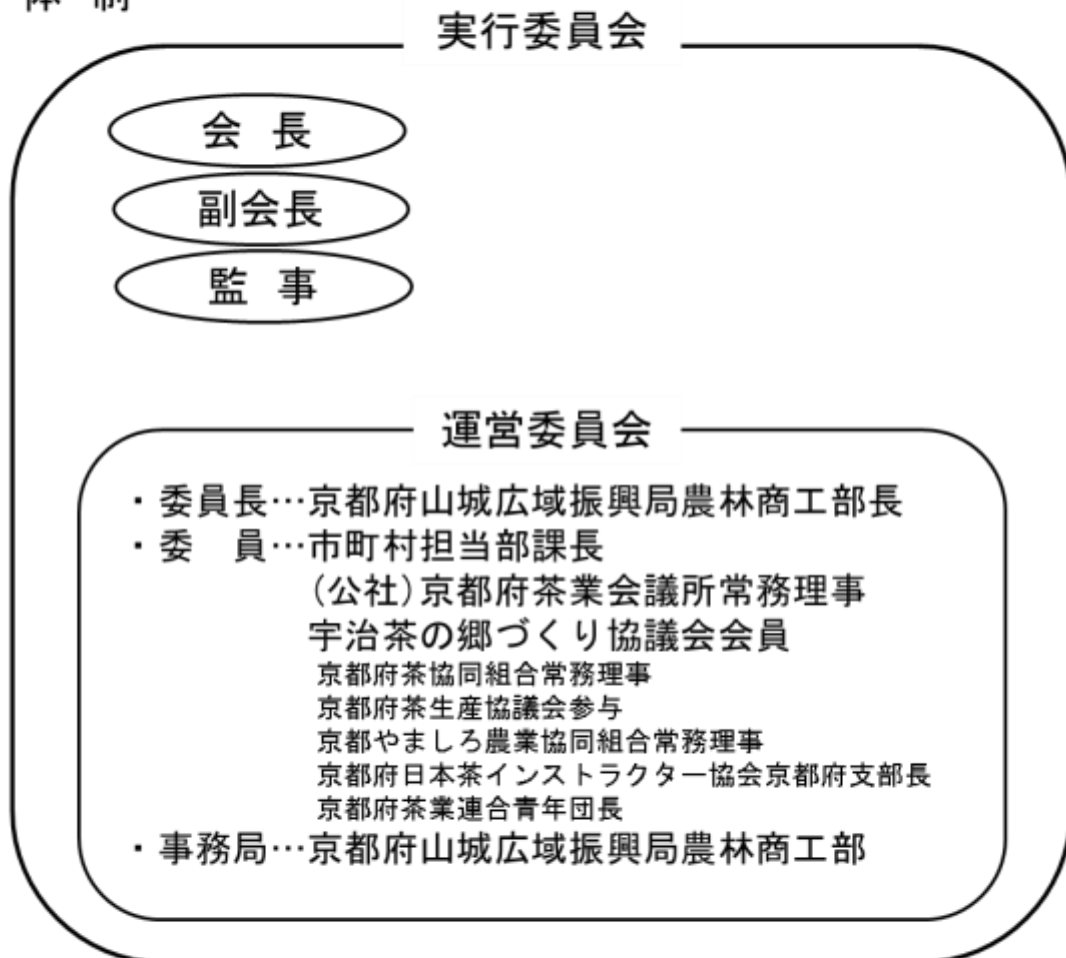 体 制
実行委員会
会 長
副会長
監 事
運営委員会
・委員長…京都府山城広域振興局農林商工部長
・委　員…市町村担当部課長
(公社)京都府茶業会議所常務理事
宇治茶の郷づくり協議会会員
京都府茶協同組合常務理事
京都府茶生産協議会参与
京都やましろ農業協同組合常務理事
京都府日本茶インストラクター協会京都府支部長
京都府茶業連合青年団長
・事務局…京都府山城広域振興局農林商工部